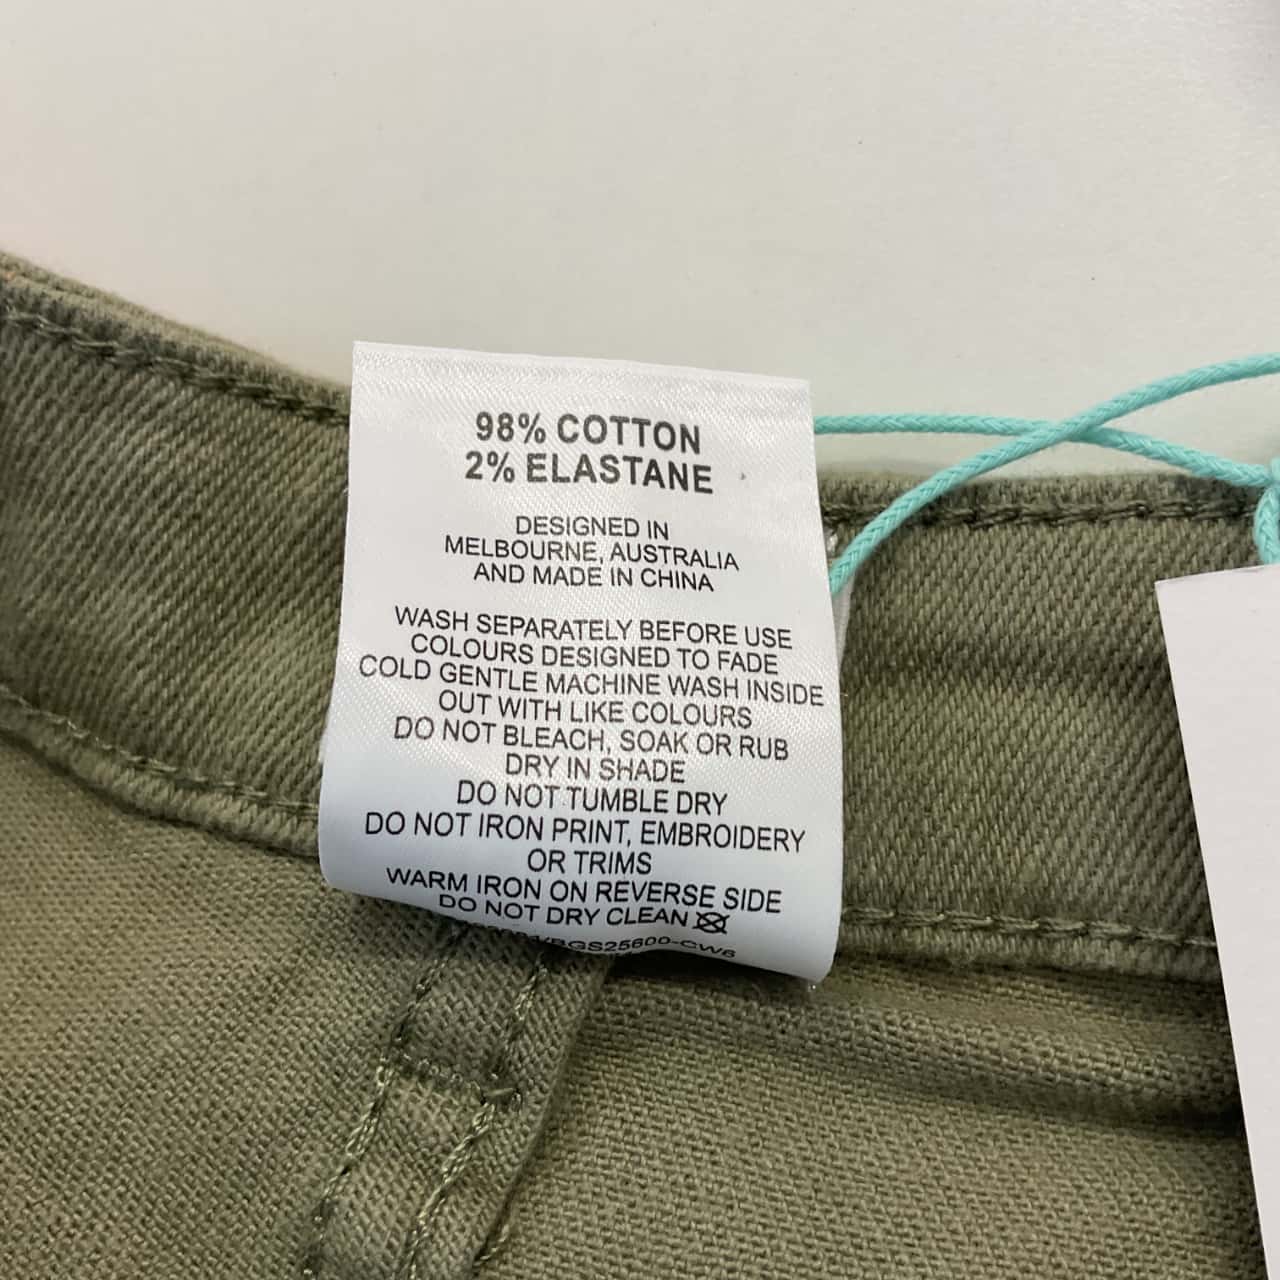 98% COTTON
2% ELASTANE
DESIGNED IN
MELBOURNE, AUSTRALIA
AND MADE IN CHINA
WASH SEPARATELY BEFORE USE
COLOURS DESIGNED TO FADE
COLD GENTLE MACHINE WASH INSIDE
OUT WITH LIKE COLOURS
DO NOT BLEACH, SOAK OR RUB
DRY IN SHADE
DO NOT TUMBLE DRY
DO NOT IRON PRINT, EMBROIDERY
OR TRIMS
WARM IRON ON REVERSE SIDE
DO NOT DRY CLEAN